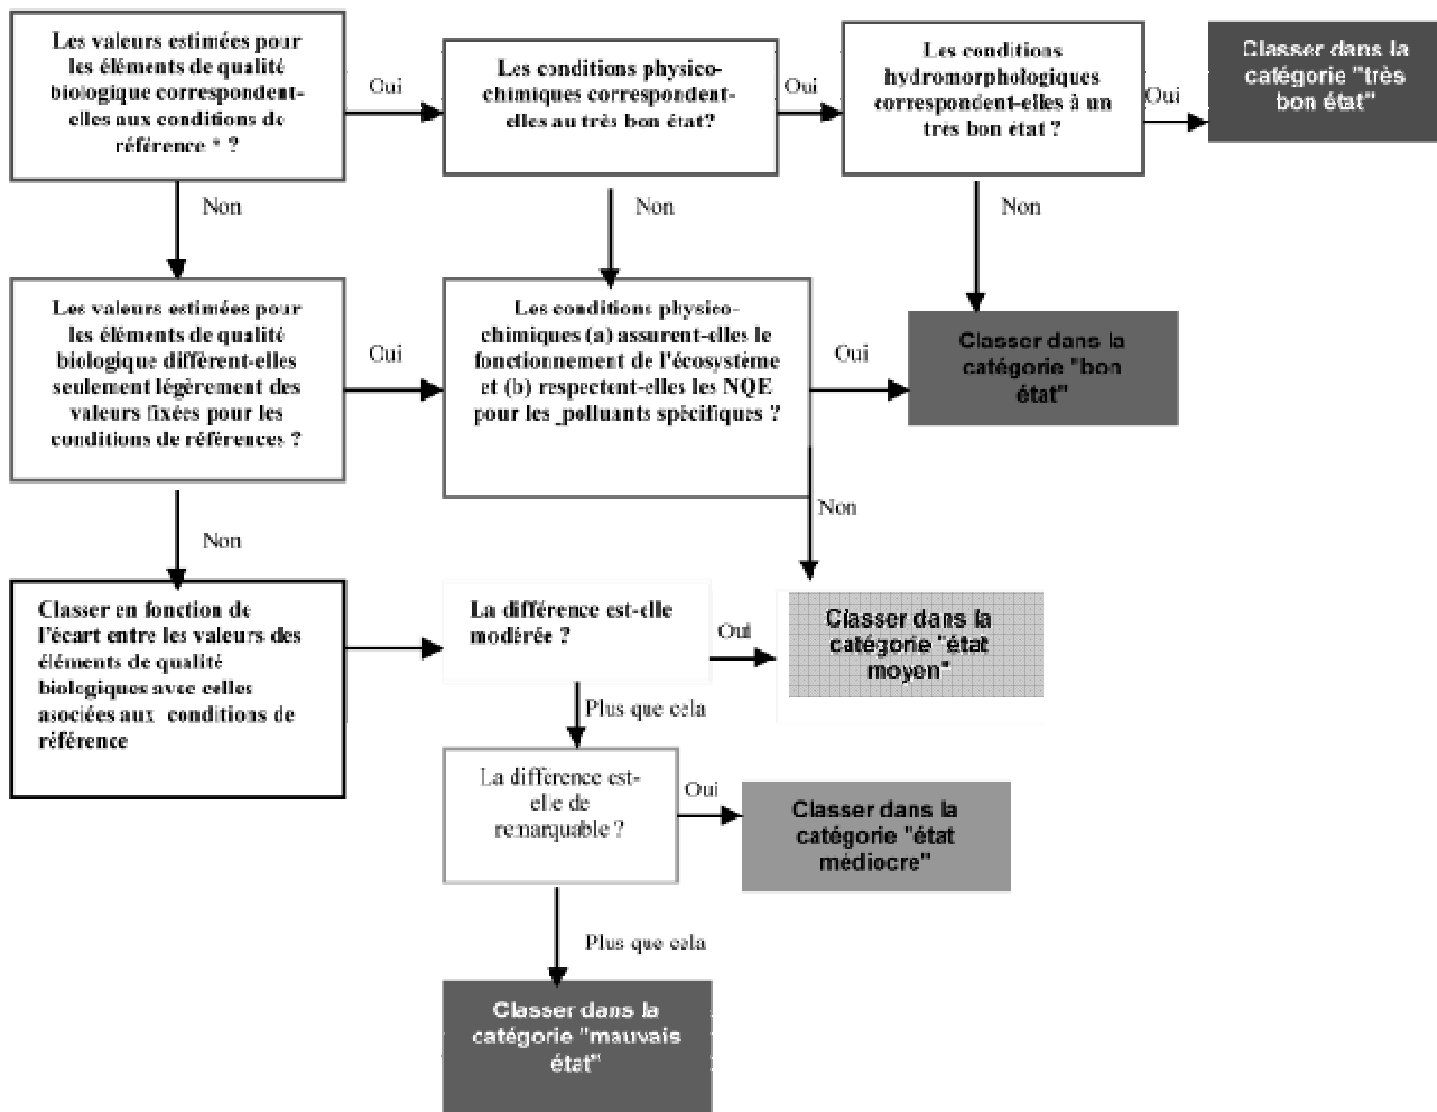 Les valeurs estimées pour
les éléments de qualité
biologique correspondent-
elles aux conditions de
référence * ?
Oui
Les conditions physico-
chimiques correspondent-
elles au très bon état?
Oui
Les conditions
hydromorphologiques
correspondent-elles à un
très bon état ?
Oui
Classer dans la
catégorie "très
bon état"
Non
Non
Non
Les valeurs estimées pour
les éléments de qualité
biologique diffèrent-elles
seulement légèrement des
valeurs fixées pour les
conditions de références ?
Oui
Les conditions physico-
chimiques (a) assurent-elles le
fonctionnement de l'écosystème
et (b) respectent-elles les NQE
pour les _polluants spécifiques ?
Oui
Classer dans la
catégorie "bon
état"
Non
Non
Classer en fonction de
l'écart entre les valeurs des
éléments de qualité
biologiques avec celles
asociées aux conditions de
référence
La différence est-elle
modérée ?
Oui
Classer dans la
catégorie "état
moyen"
Plus que cela
La différence est-
elle de
remarquable ?
Oui
Classer dans la
catégorie "état
médiocre"
Plus que cela
Classer dans la
catégorie "mauvais
état"